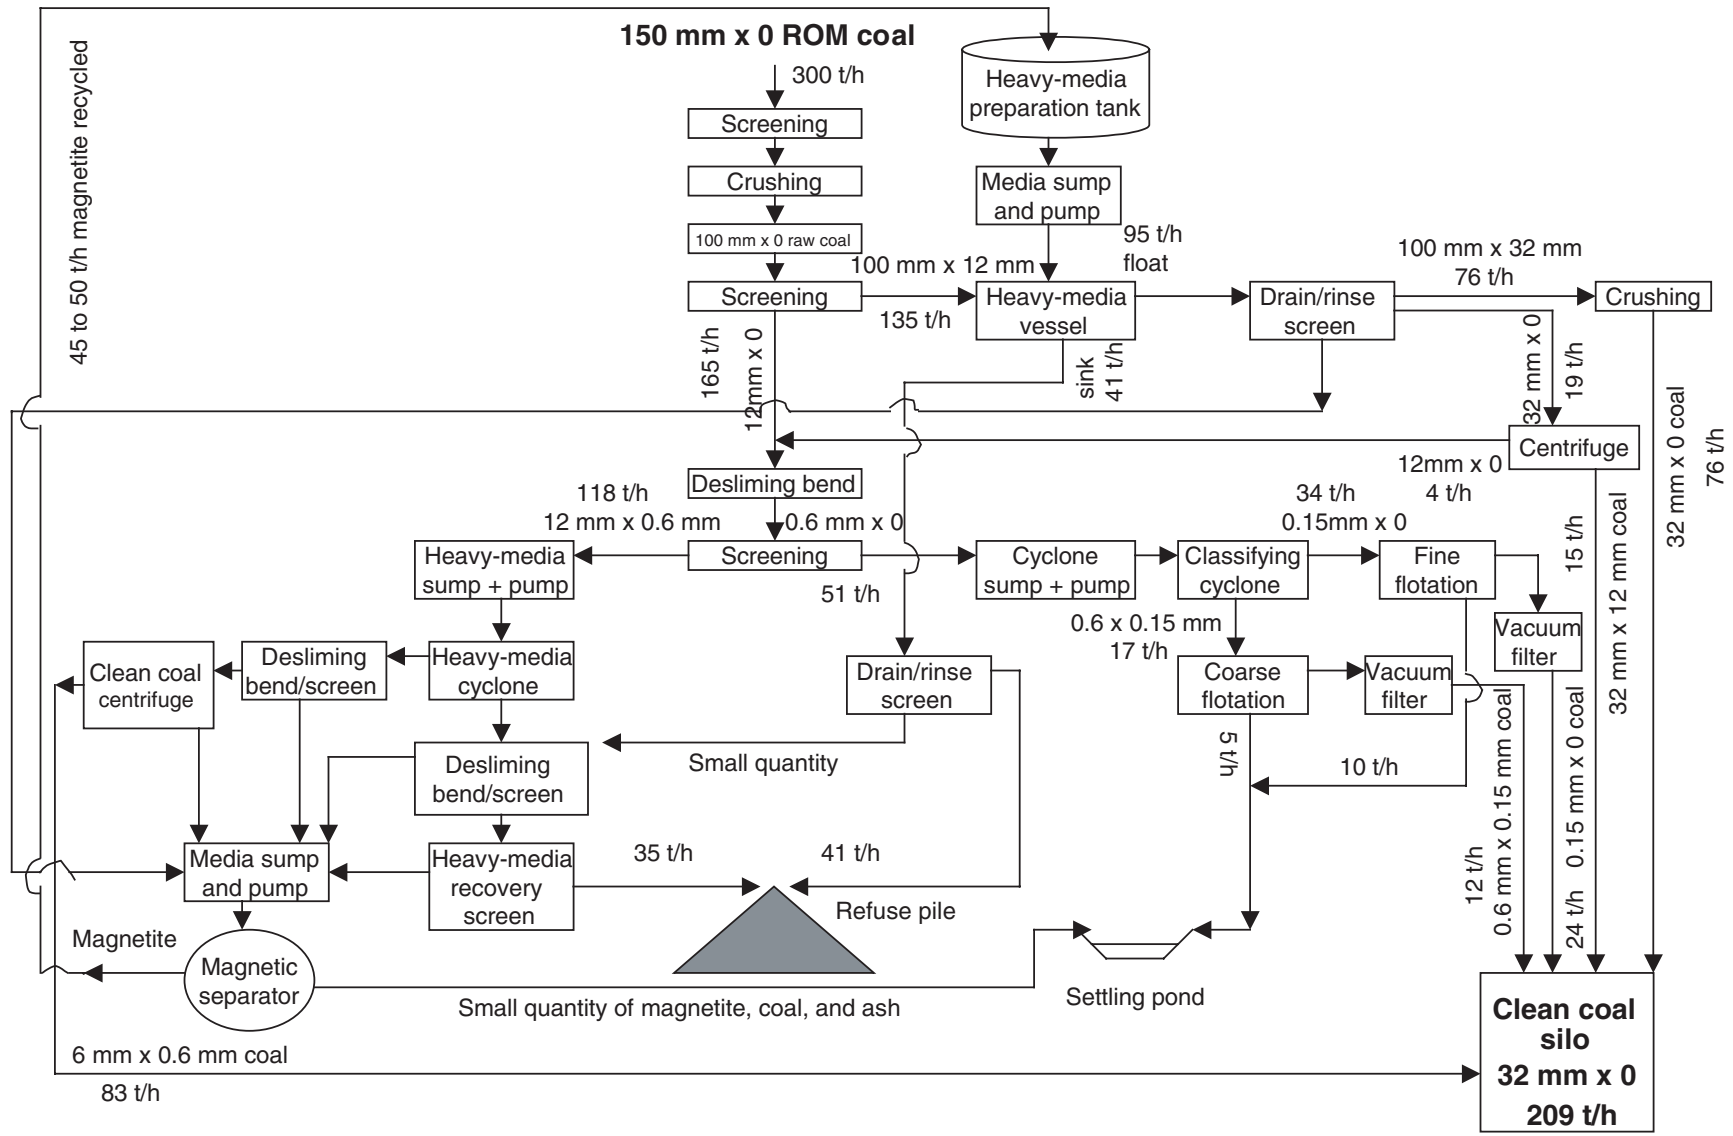 150 mm x 0 ROM coal
300 t/h
Heavy-media
preparation tank
45 to 50 t/h magnetite recycled
Screening
Crushing
Media sump
and pump
100 mm x 0 raw coal
95 t/h
float
100 mm x 12 mm
100 mm x 32 mm
76 t/h
Screening
135 t/h
Heavy-media
vessel
Drain/rinse
screen
Crushing
165 t/h
12mm x 0
sink
41 t/h
32 mm x 0
19 t/h
32 mm x 0 coal
76 t/h
Centrifuge
12mm x 0
4 t/h
Desliming bend
118 t/h
12 mm x 0.6 mm
0.6 mm x 0
34 t/h
0.15mm x 0
15 t/h
32 mm x 12 mm coal
Heavy-media
sump + pump
Screening
51 t/h
Cyclone
sump + pump
Classifying
cyclone
Fine
flotation
0.6 x 0.15 mm
17 t/h
Vacuum
filter
Clean coal
centrifuge
Desliming
bend/screen
Heavy-media
cyclone
Drain/rinse
screen
Coarse
flotation
Vacuum
filter
Small quantity
5 t/h
10 t/h
Desliming
bend/screen
12 t/h
0.6 mm x 0.15 mm coal
24 t/h 0.15 mm x 0 coal
Media sump
and pump
Heavy-media
recovery
screen
35 t/h
41 t/h
Refuse pile
Magnetite
Magnetic
separator
Small quantity of magnetite, coal, and ash
Settling pond
6 mm x 0.6 mm coal
83 t/h
Clean coal
silo
32 mm x 0
209 t/h